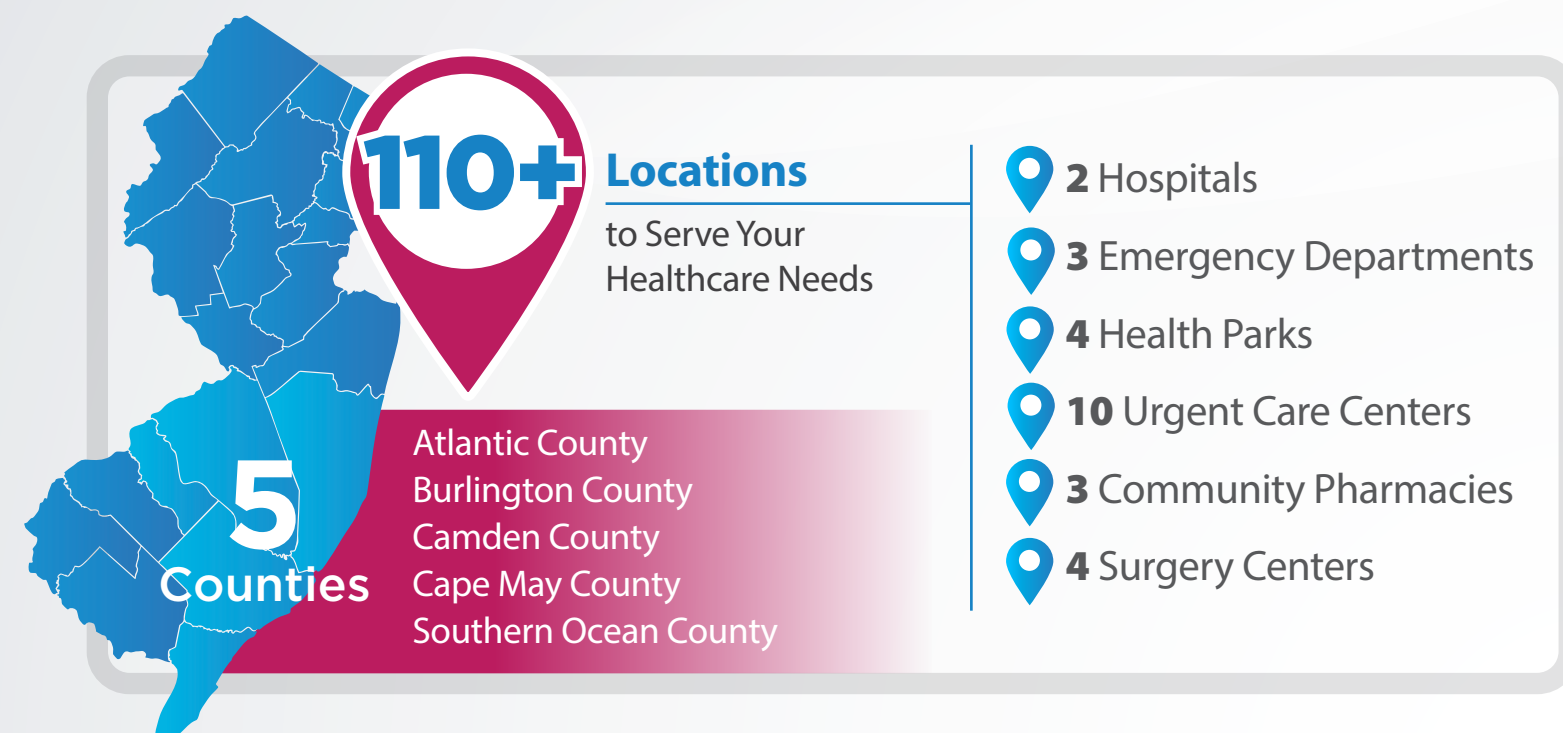 110+
Locations
to Serve Your
Healthcare Needs
5
Counties
Atlantic County
Burlington County
Camden County
Cape May County
Southern Ocean County
2 Hospitals
3 Emergency Departments
4 Health Parks
10 Urgent Care Centers
3 Community Pharmacies
4 Surgery Centers